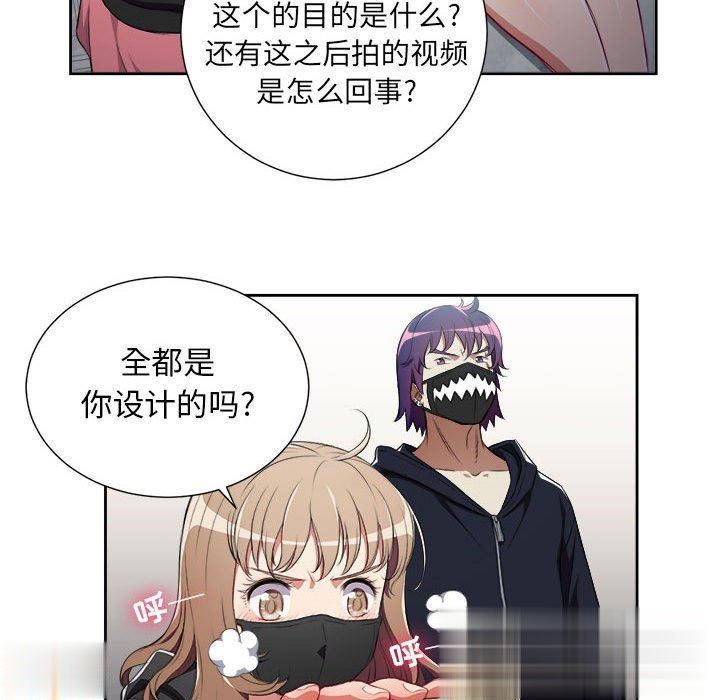 这个的目的是什么?
还有这之后拍的视频
是怎么回事?
全都是
你设计的吗?
呼
呼